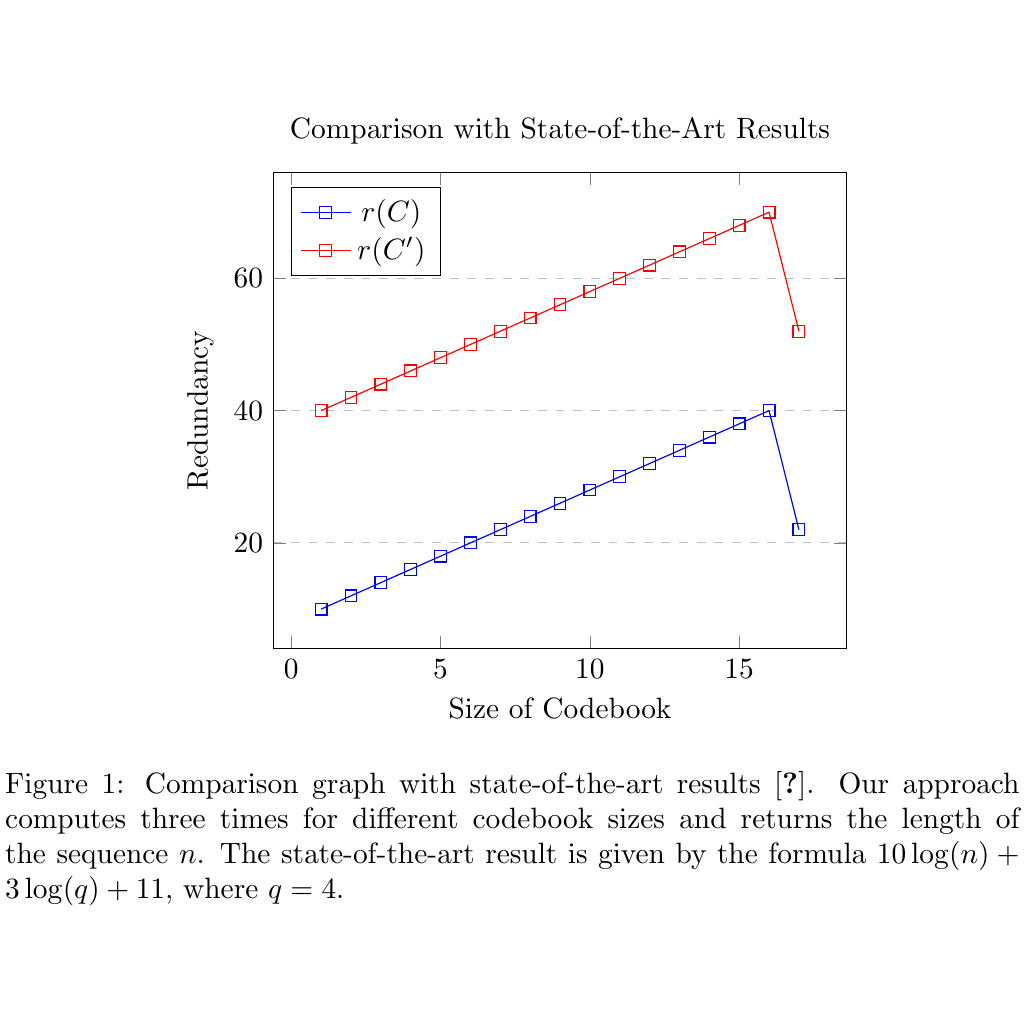 Comparison with State-of-the-Art Results
r(C)
r(C′)
60
40
20
Redundancy
0 5 10 15
Size of Codebook
Figure 1: Comparison graph with state-of-the-art results [?]. Our approach
computes three times for different codebook sizes and returns the length of
the sequence n. The state-of-the-art result is given by the formula 10 log(n) +
3 log(q) + 11, where q = 4.